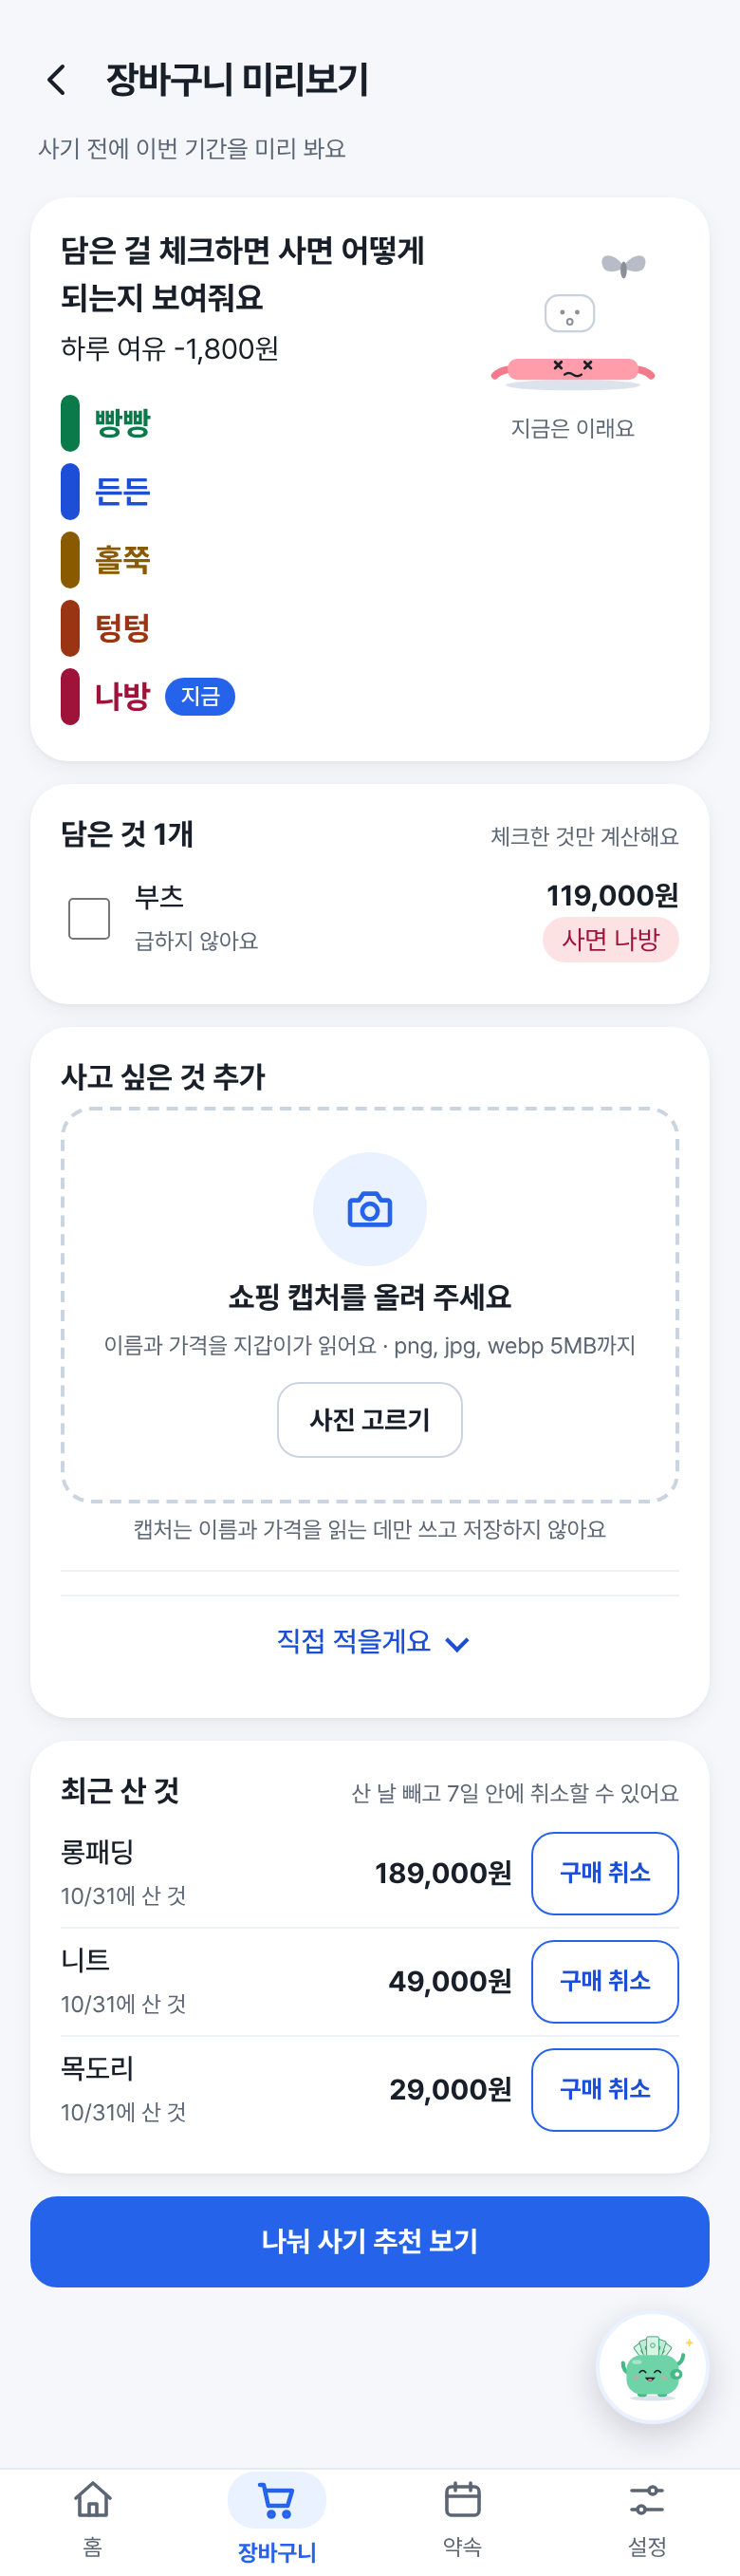 장바구니 미리보기
사기 전에 이번 기간을 미리 봐요
담은 걸 체크하면 사면 어떻게
되는지 보여줘요
하루 여유 -1,800원
지금은 이래요
빵빵
든든
홀쭉
텅텅
나방 지금
담은 것 1개 체크한 것만 계산해요
부츠 119,000원
급하지 않아요 사면 나방
사고 싶은 것 추가
쇼핑 캡처를 올려 주세요
이름과 가격을 지갑이가 읽어요 · png, jpg, webp 5MB까지
사진 고르기
캡처는 이름과 가격을 읽는 데만 쓰고 저장하지 않아요
직접 적을게요
최근 산 것 산 날 빼고 7일 안에 취소할 수 있어요
롱패딩 189,000원 구매 취소
10/31에 산 것
니트 49,000원 구매 취소
10/31에 산 것
목도리 29,000원 구매 취소
10/31에 산 것
나눠 사기 추천 보기
홈 장바구니 약속 설정